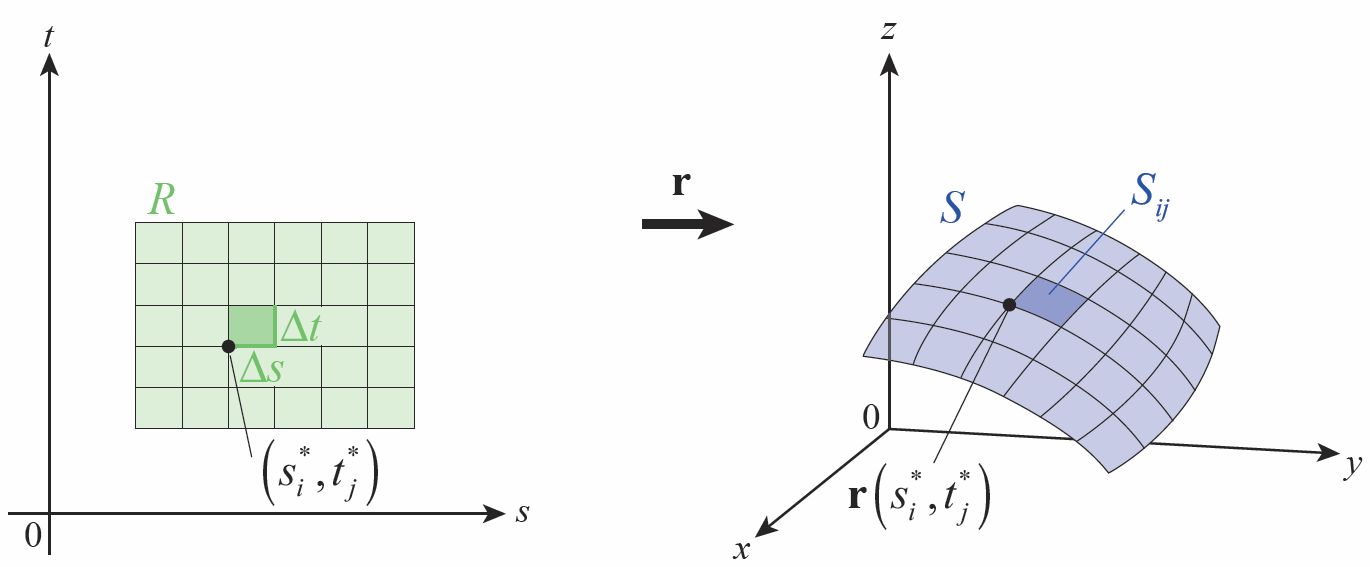 t
R
Δt
Δs
(s_i^*, t_j^*)
0
s
r
z
S
S_ij
0
r(s_i^*, t_j^*)
x
y